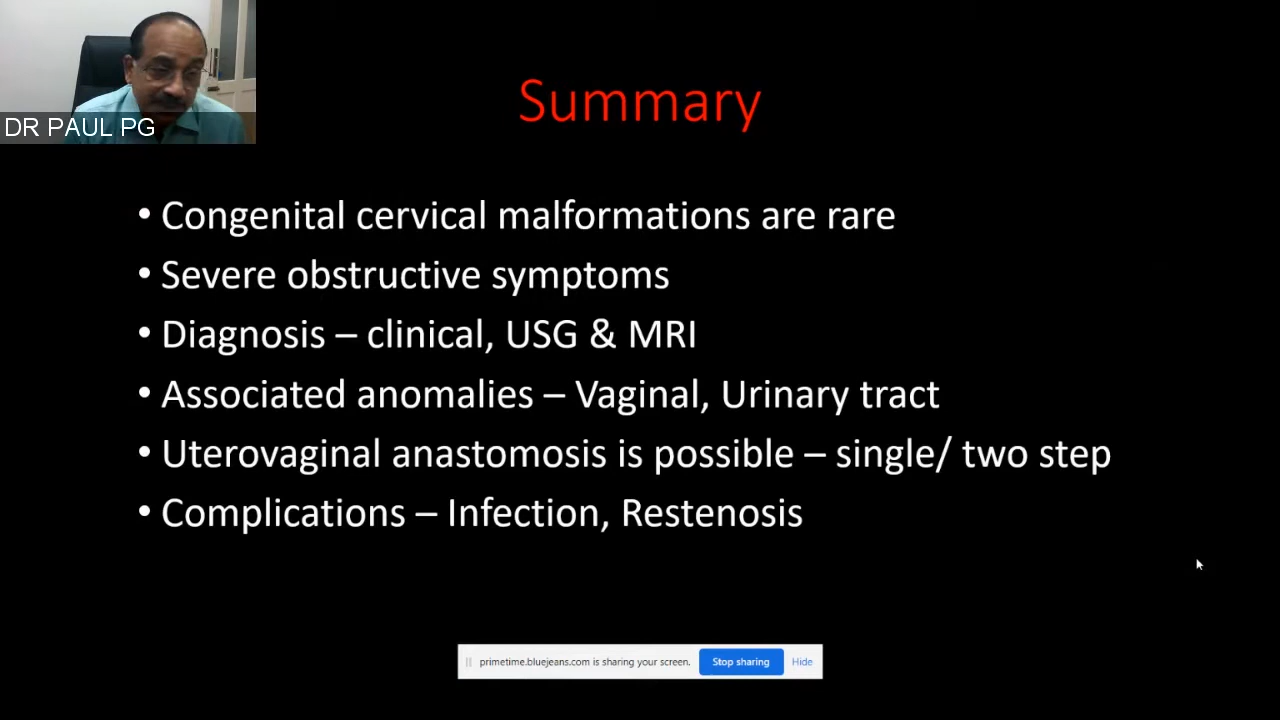 DR PAUL PG
Summary
• Congenital cervical malformations are rare
• Severe obstructive symptoms
• Diagnosis – clinical, USG & MRI
• Associated anomalies – Vaginal, Urinary tract
• Uterovaginal anastomosis is possible – single/ two step
• Complications – Infection, Restenosis
primetime.bluejeans.com is sharing your screen. Stop sharing Hide